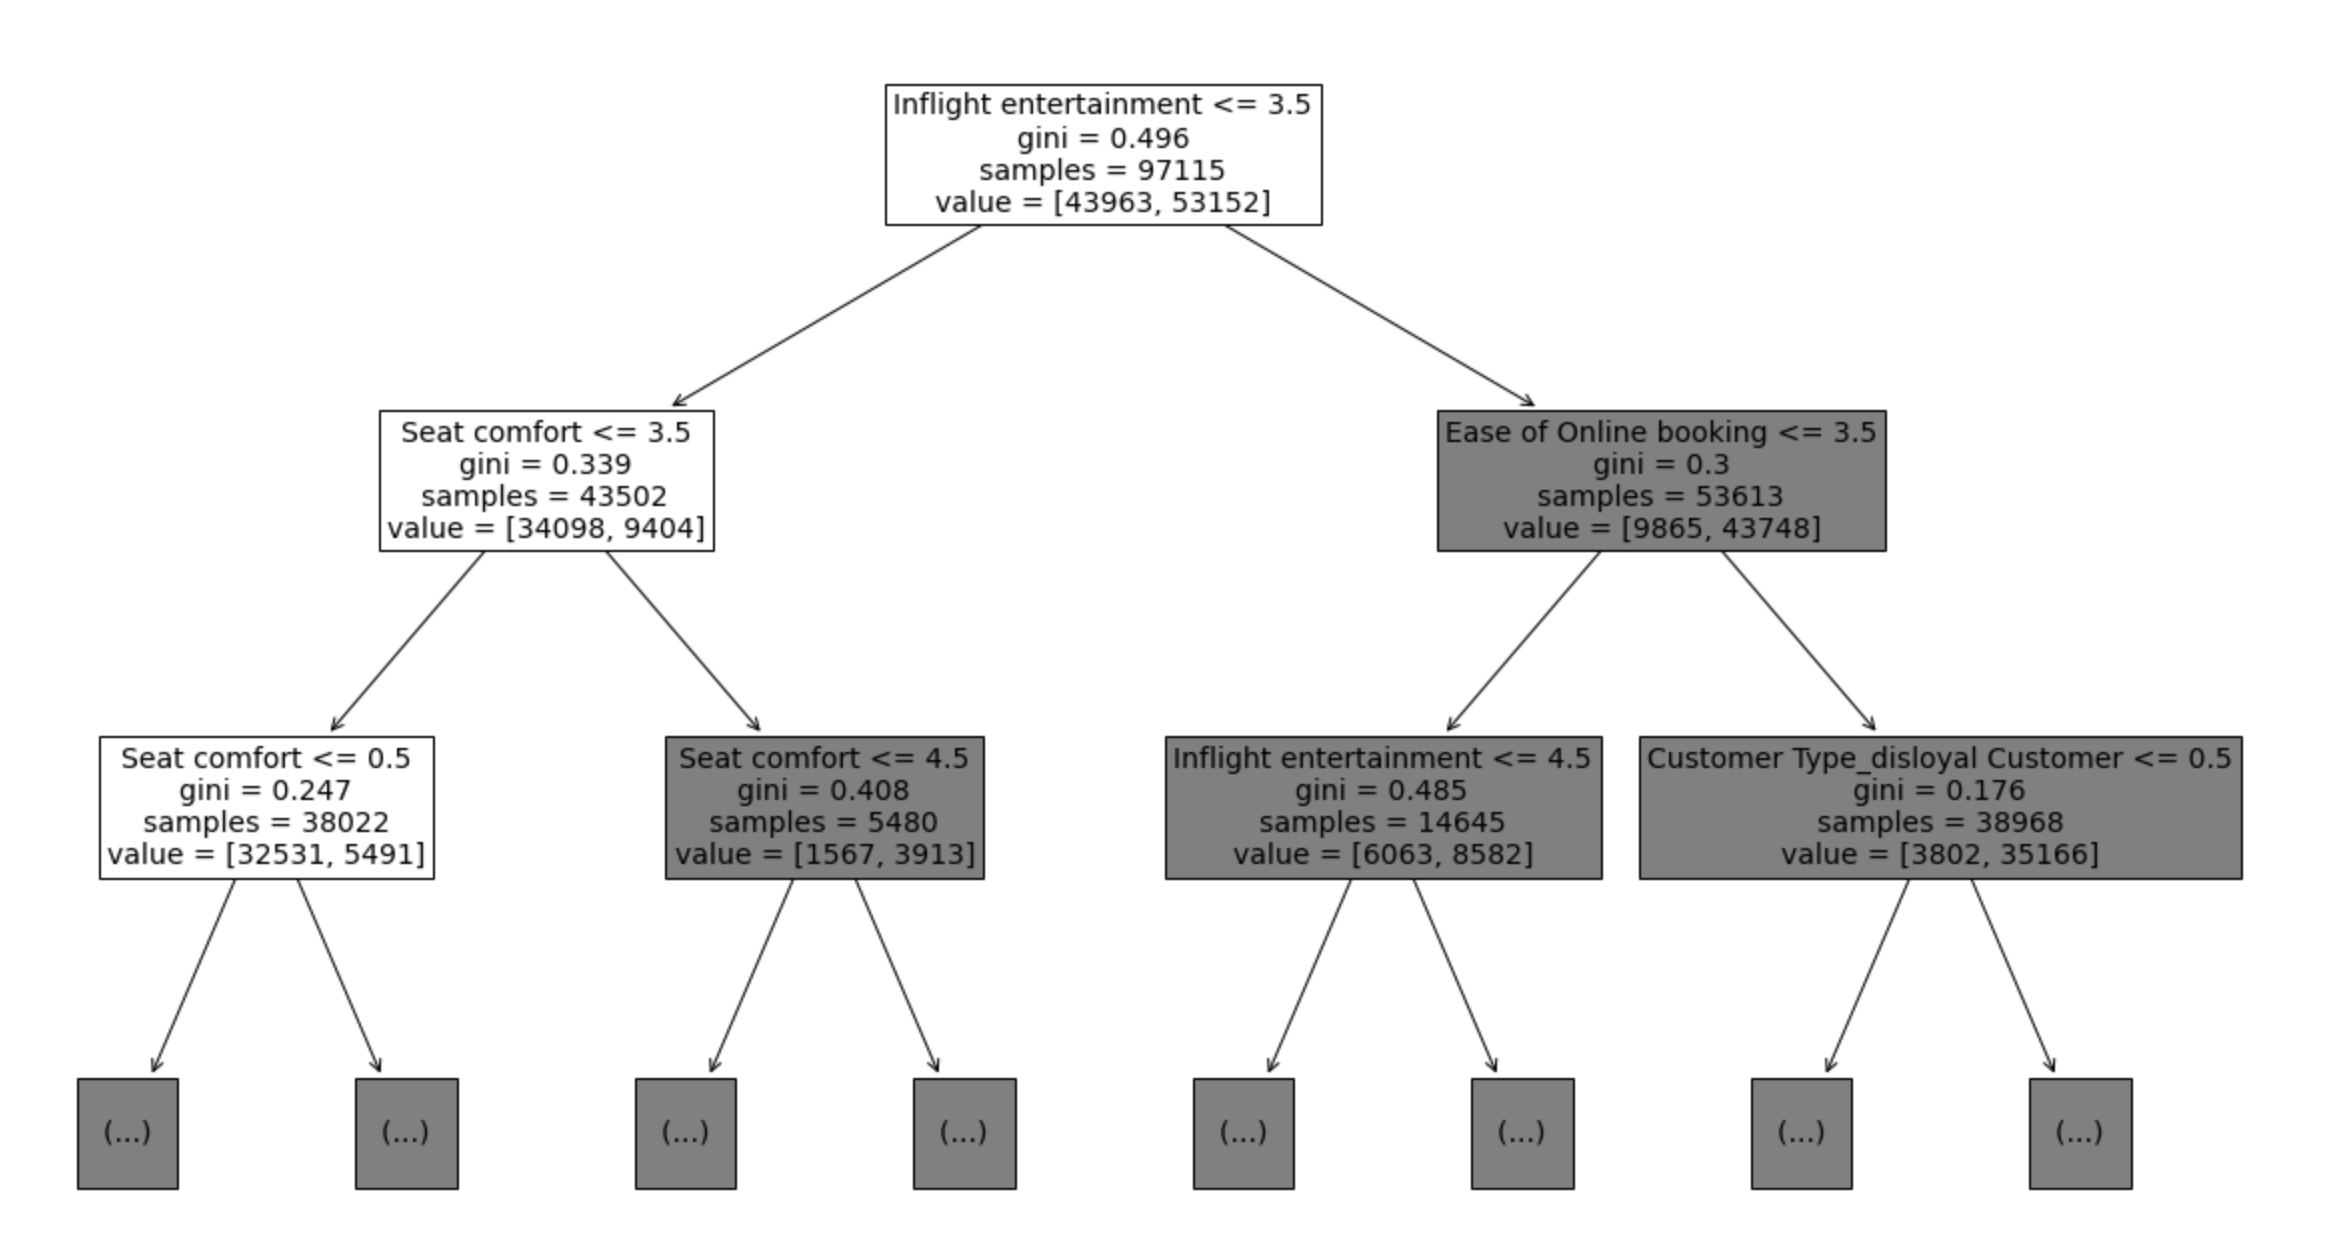 Inflight entertainment <= 3.5
gini = 0.496
samples = 97115
value = [43963, 53152]
Seat comfort <= 3.5
gini = 0.339
samples = 43502
value = [34098, 9404]
Ease of Online booking <= 3.5
gini = 0.3
samples = 53613
value = [9865, 43748]
Seat comfort <= 0.5
gini = 0.247
samples = 38022
value = [32531, 5491]
Seat comfort <= 4.5
gini = 0.408
samples = 5480
value = [1567, 3913]
Inflight entertainment <= 4.5
gini = 0.485
samples = 14645
value = [6063, 8582]
Customer Type_disloyal Customer <= 0.5
gini = 0.176
samples = 38968
value = [3802, 35166]
(...)
(...)
(...)
(...)
(...)
(...)
(...)
(...)